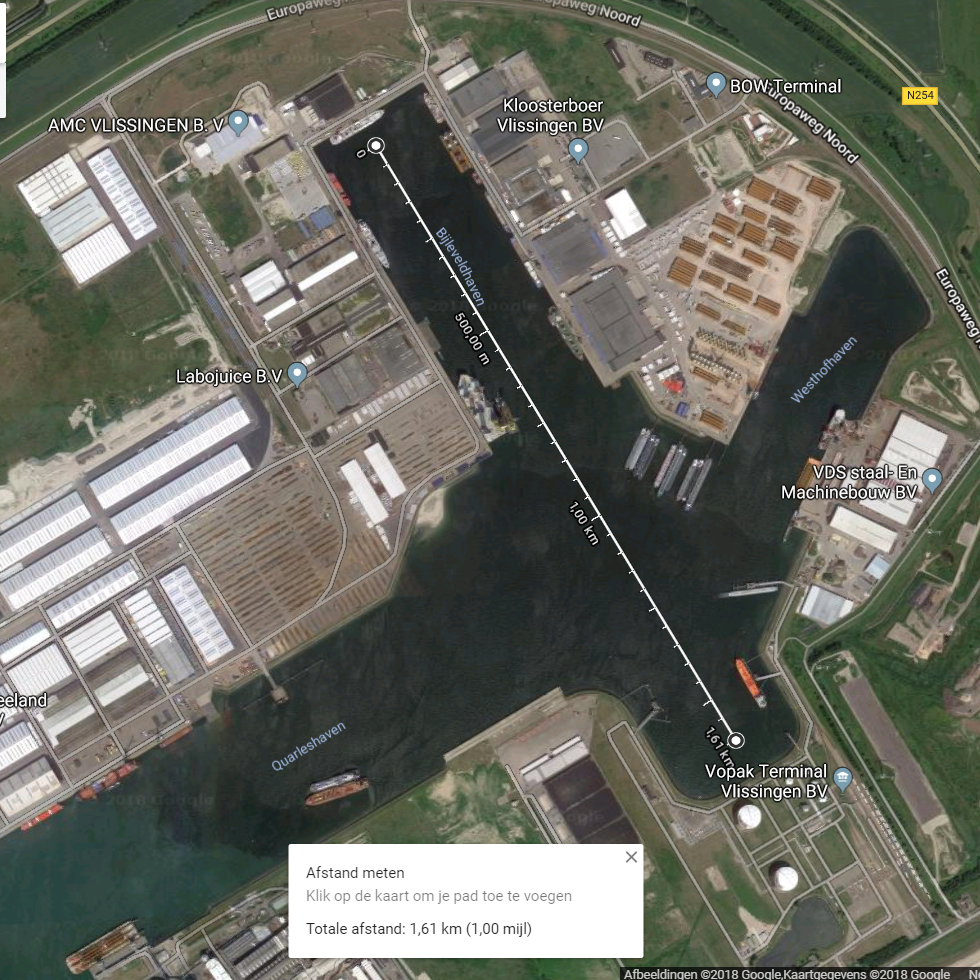 Europaweg Noord
Europaweg
N254
BOW Terminal
Europaweg Noord
Kloosterboer
Vlissingen BV
AMC VLISSINGEN B. V
0
Bijleveldhaven
500,00 m
Europaweg
Westhofhaven
Labojuice B.V
VDS staal- En
Machinebouw BV
1,00 km
eeland
1,61 km
Quarleshaven
Vopak Terminal
Vlissingen BV
Afstand meten
Klik op de kaart om je pad toe te voegen
Totale afstand: 1,61 km (1,00 mijl)
Afbeeldingen ©2018 Google,Kaartgegevens ©2018 Google